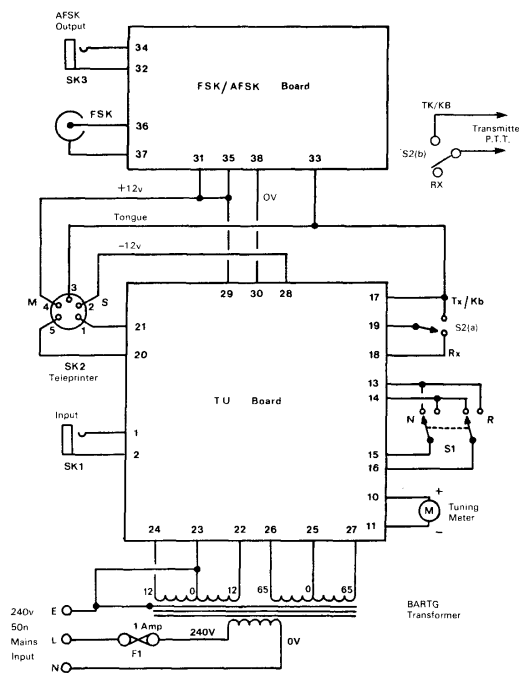 AFSK
Output
34
32
SK3
FSK/AFSK Board
FSK
36
37
31 35 38 33
TK/KB
Transmitte
P.T.T.
S2(b)
RX
+12v
OV
Tongue
-12v
3
M 4 2 S
5 1
SK2
Teleprinter
29 30 28
17 Tx/Kb
21
19 S2(a)
20
18 Rx
13
TU Board
14
Input
N R
1
S1
2
15
16
SK1
10 +
M Tuning
Meter
11 -
24 23 22 26 25 27
12 0 12 65 0 65
240v E
50n
Mains L
Input
N
1 Amp
F1
240V
0V
BARTG
Transformer